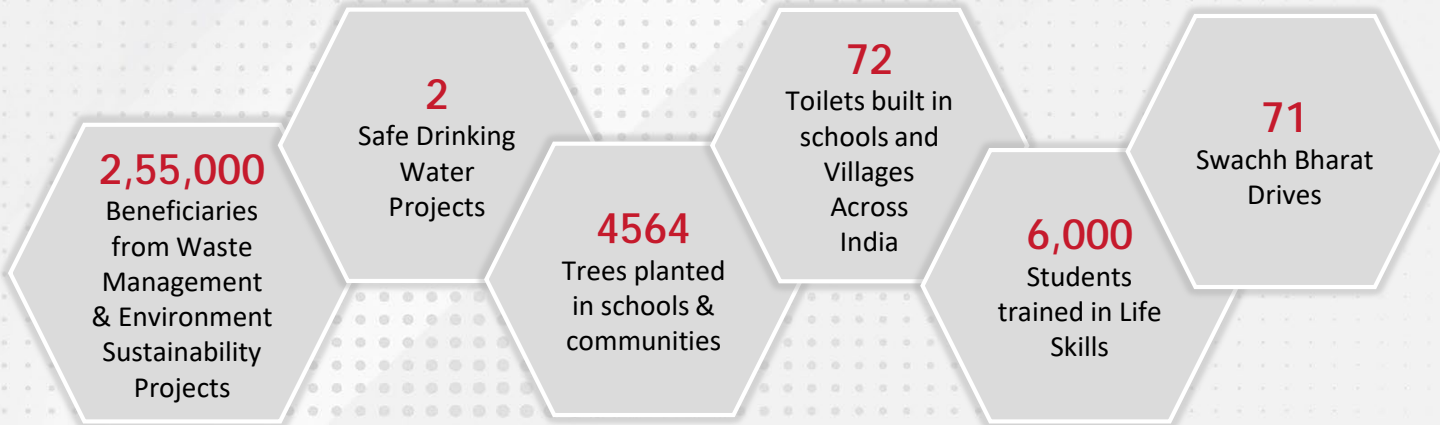 2,55,000
Beneficiaries
from Waste
Management
& Environment
Sustainability
Projects
2
Safe Drinking
Water
Projects
4564
Trees planted
in schools &
communities
72
Toilets built in
schools and
Villages
Across
India
6,000
Students
trained in Life
Skills
71
Swachh Bharat
Drives